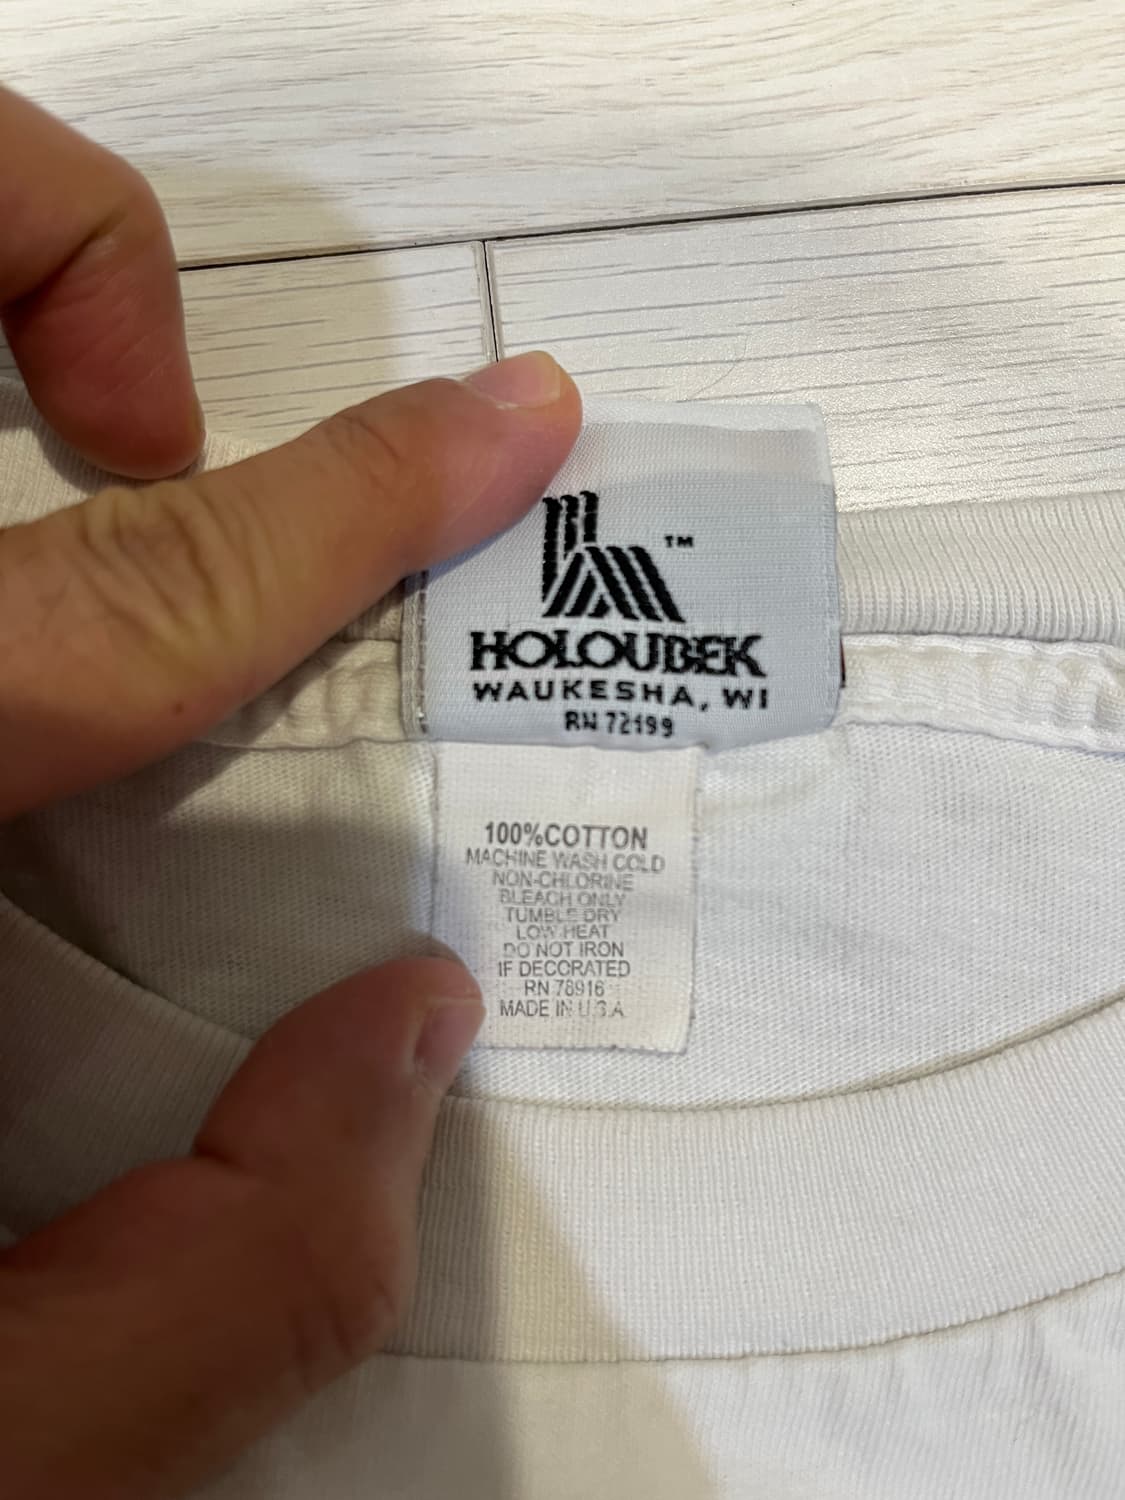 TM
HOLOUBEK
WAUKESHA, WI
RN 72199
100%COTTON
MACHINE WASH COLD
NON-CHLORINE
BLEACH ONLY
TUMBLE DRY
LOW HEAT
DO NOT IRON
IF DECORATED
RN 78916
MADE IN U.S.A